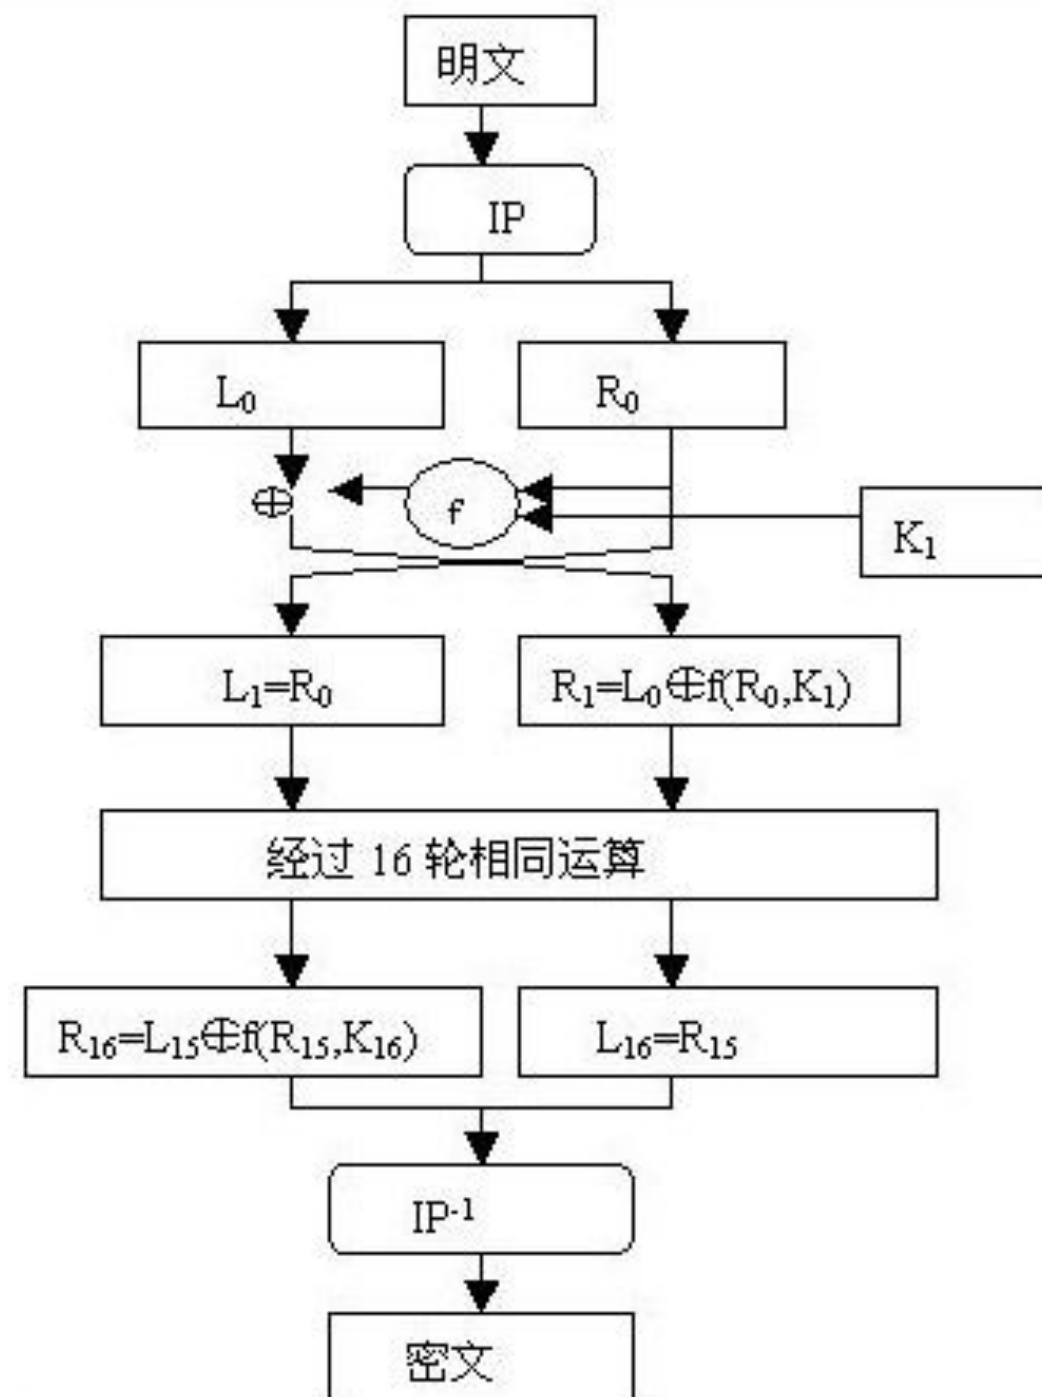 明文
IP
L₀
R₀
⊕
f
K₁
L₁=R₀
R₁=L₀⊕f(R₀,K₁)
经过 16 轮相同运算
R₁₆=L₁₅⊕f(R₁₅,K₁₆)
L₁₆=R₁₅
IP⁻¹
密文